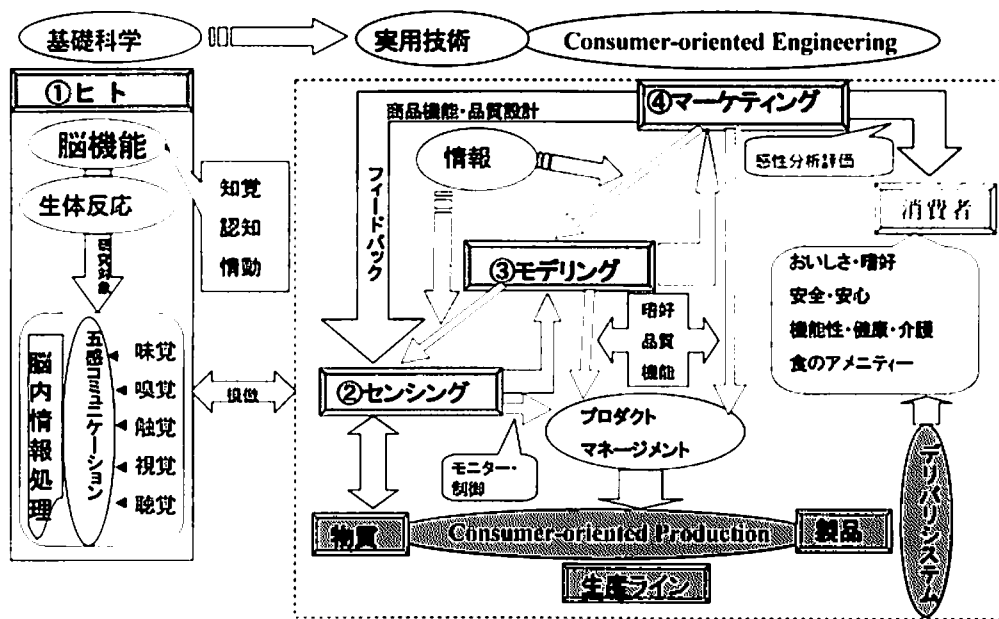 基礎科学
実用技術
Consumer-oriented Engineering
①ヒト
脳機能
生体反応
知覚
認知
情動
研究対象
脳内情報処理
五感コミュニケーション
味覚
嗅覚
触覚
視覚
聴覚
模倣
④マーケティング
商品機能・品質設計
情報
フィードバック
感性分析評価
消費者
おいしさ・嗜好
安全・安心
機能性・健康・介護
食のアメニティー
③モデリング
嗜好
品質
機能
②センシング
プロダクト
マネージメント
モニター・
制御
物質
Consumer-oriented Production
製品
生産ライン
デリバリシステム